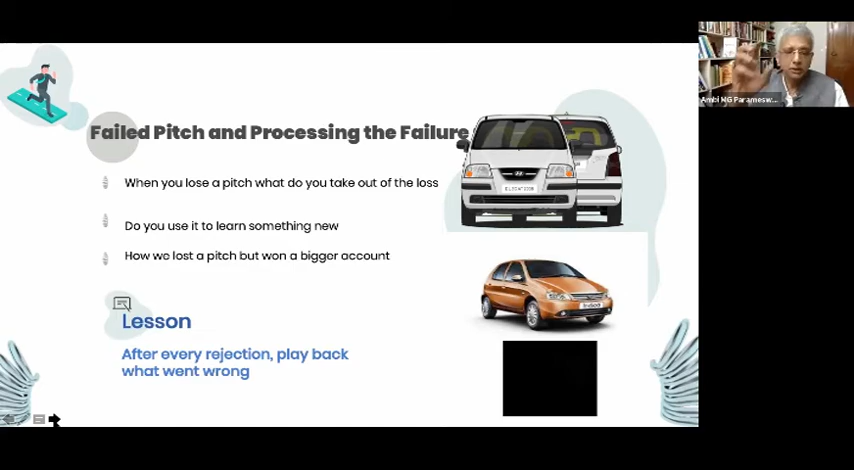 Failed Pitch and Processing the Failure
When you lose a pitch what do you take out of the loss
Do you use it to learn something new
How we lost a pitch but won a bigger account
Lesson
After every rejection, play back
what went wrong
Ambi MG Paramesw...